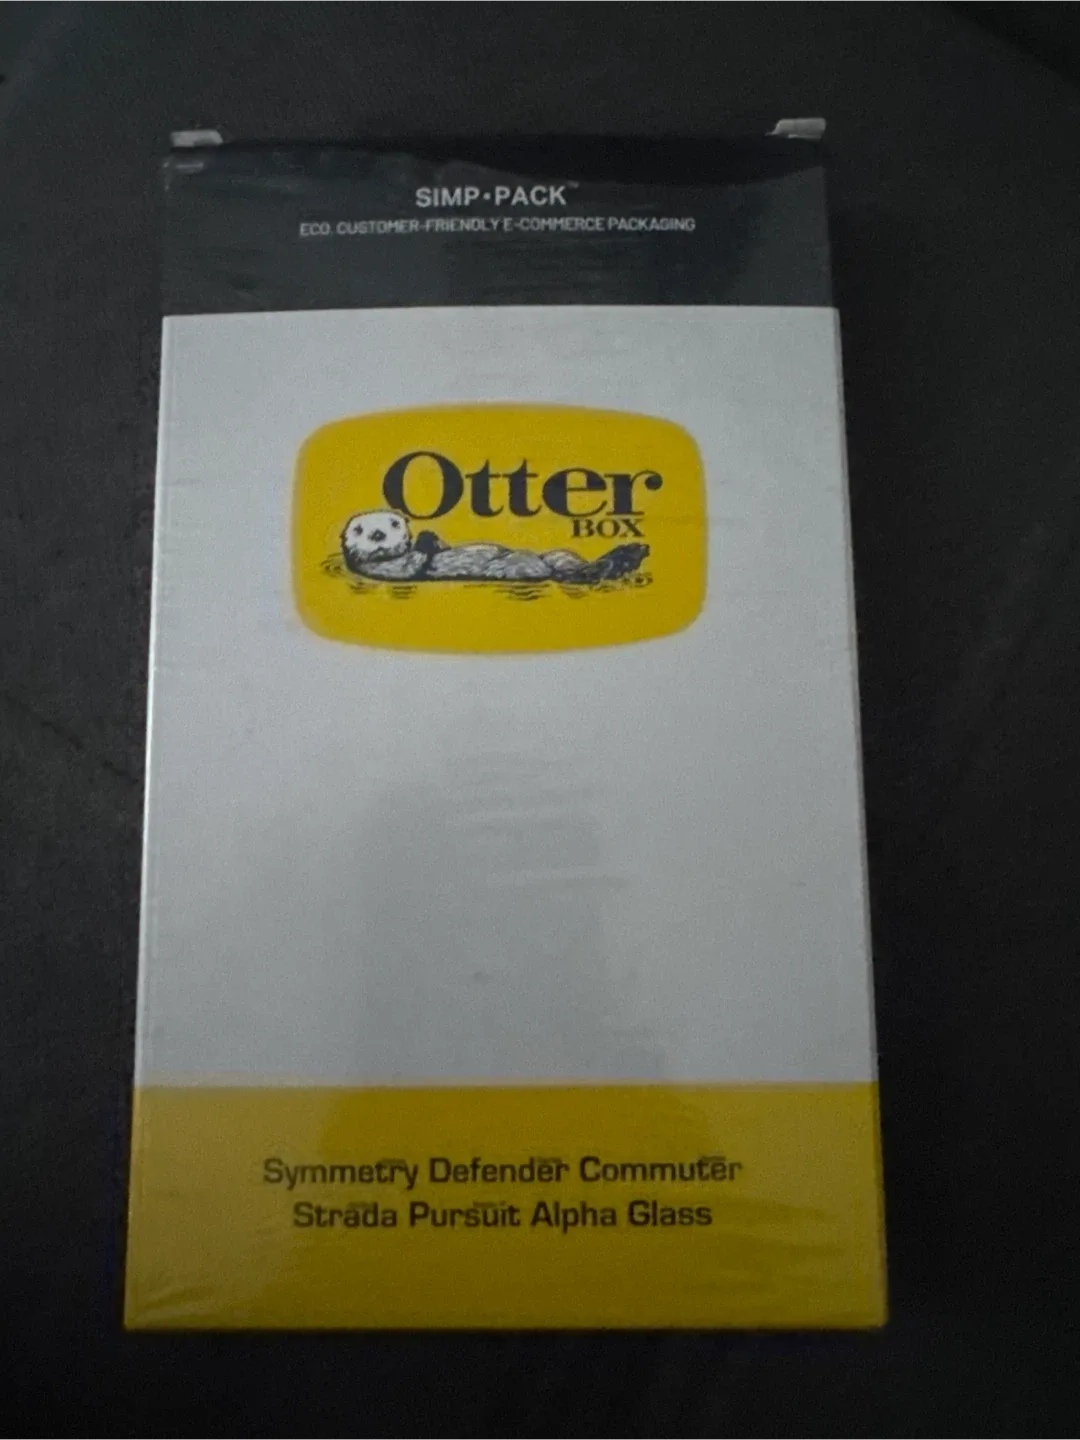 SIMP•PACK™
ECO. CUSTOMER-FRIENDLY E-COMMERCE PACKAGING
Otter
BOX
Symmetry Defender Commuter
Strada Pursuit Alpha Glass